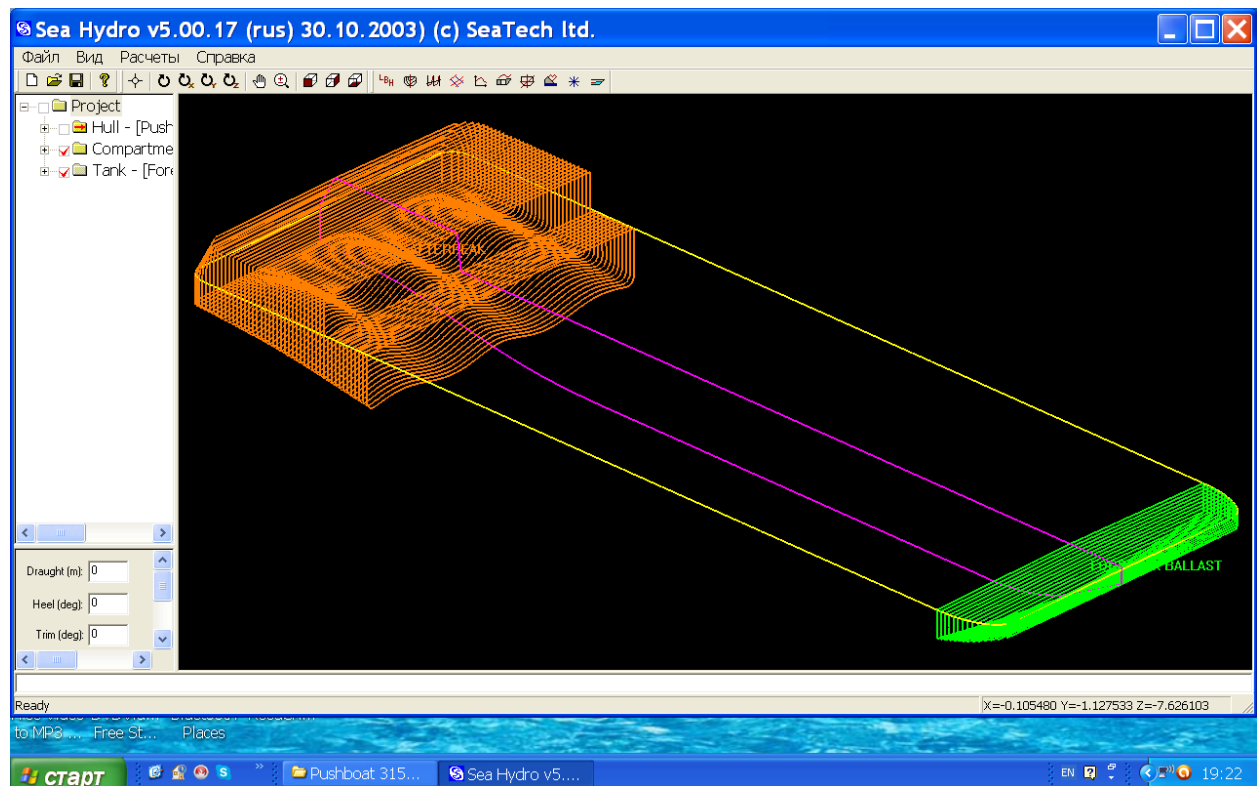 Sea Hydro v5.00.17 (rus) 30.10.2003) (c) SeaTech ltd.
Файл Вид Расчеты Справка
Project
Hull - [Push
Compartme
Tank - [Fore
BALLAST
Draught (m): 0
Heel (deg): 0
Trim (deg): 0
Ready
X=-0.105480 Y=-1.127533 Z=-7.626103
to MP3 ... Free St... Places
старт
Pushboat 315...
Sea Hydro v5....
EN
19:22